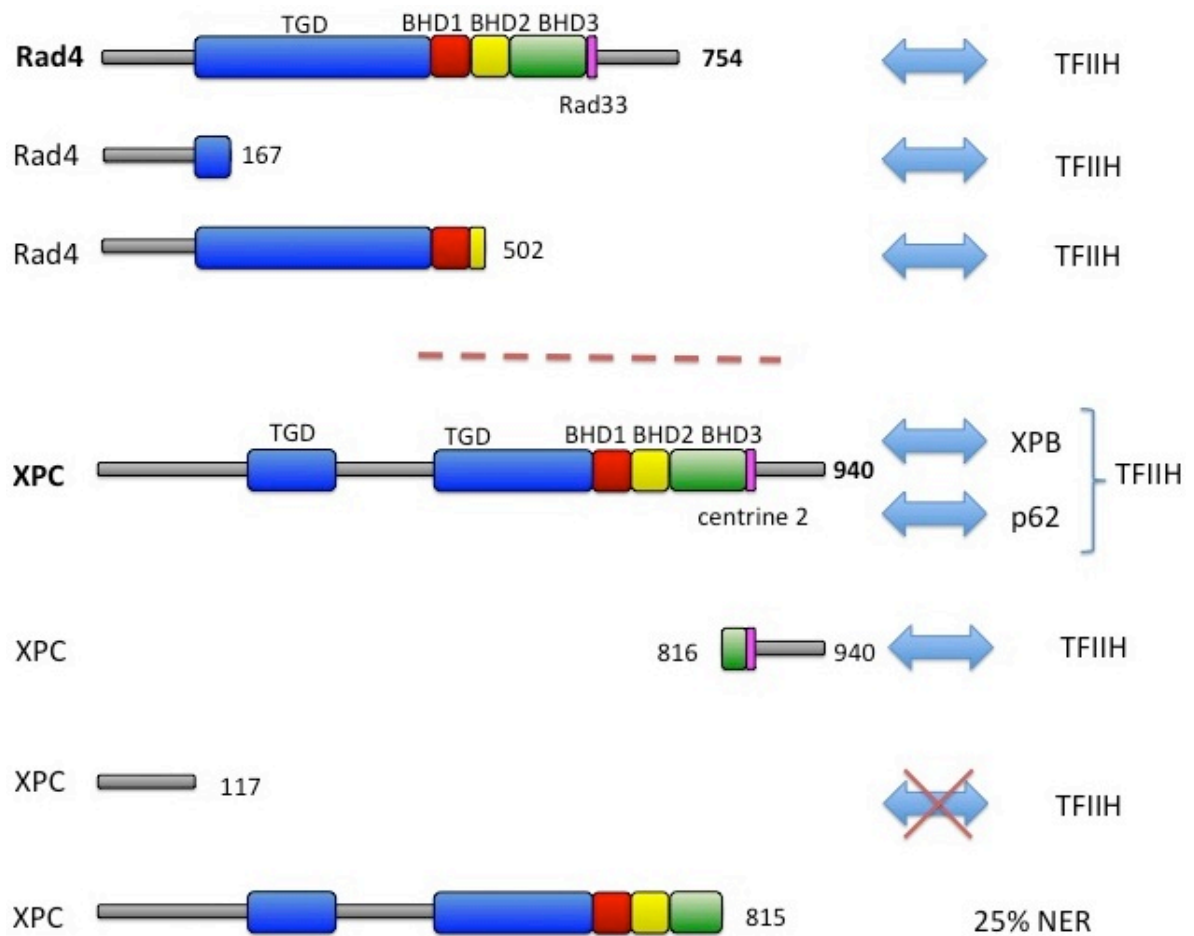 TGD BHD1 BHD2 BHD3
Rad4 754 TFIIH
Rad33
Rad4 167 TFIIH
Rad4 502 TFIIH
TGD TGD BHD1 BHD2 BHD3
XPB
XPC 940 TFIIH
centrine 2 p62
XPC 816 940 TFIIH
XPC 117 TFIIH
XPC 815 25% NER